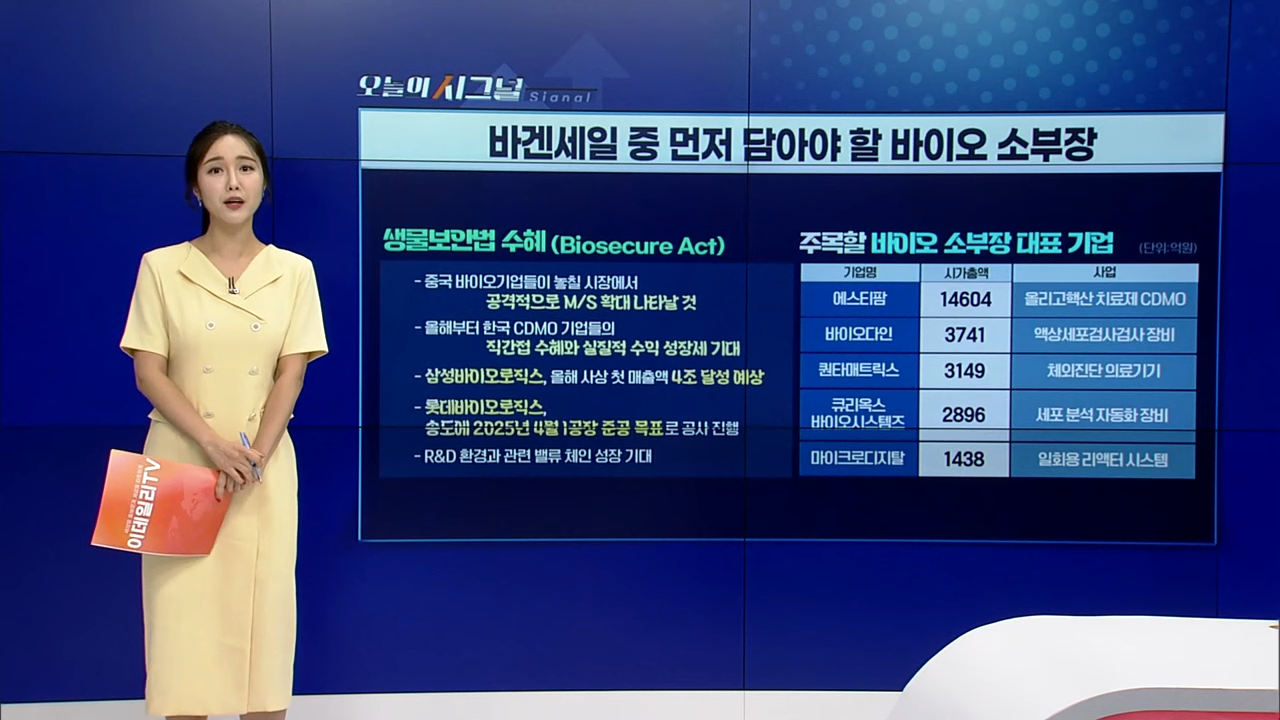 오늘의 시그널
Signal
바겐세일 중 먼저 담아야 할 바이오 소부장
생물보안법 수혜 (Biosecure Act)
- 중국 바이오기업들이 놓칠 시장에서
공격적으로 M/S 확대 나타날 것
- 올해부터 한국 CDMO 기업들의
직간접 수혜와 실질적 수익 성장세 기대
- 삼성바이오로직스, 올해 사상 첫 매출액 4조 달성 예상
- 롯데바이오로직스,
송도에 2025년 4월 1공장 준공 목표로 공사 진행
- R&D 환경과 관련 밸류 체인 성장 기대
주목할 바이오 소부장 대표 기업 (단위:억원)
기업명 시가총액 사업
에스티팜 14604 올리고핵산 치료제 CDMO
바이오다인 3741 액상세포검사검사 장비
퀀타매트릭스 3149 체외진단 의료기기
큐리옥스
바이오시스템즈 2896 세포 분석 자동화 장비
마이크로디지탈 1438 일회용 리액터 시스템
이데일리TV